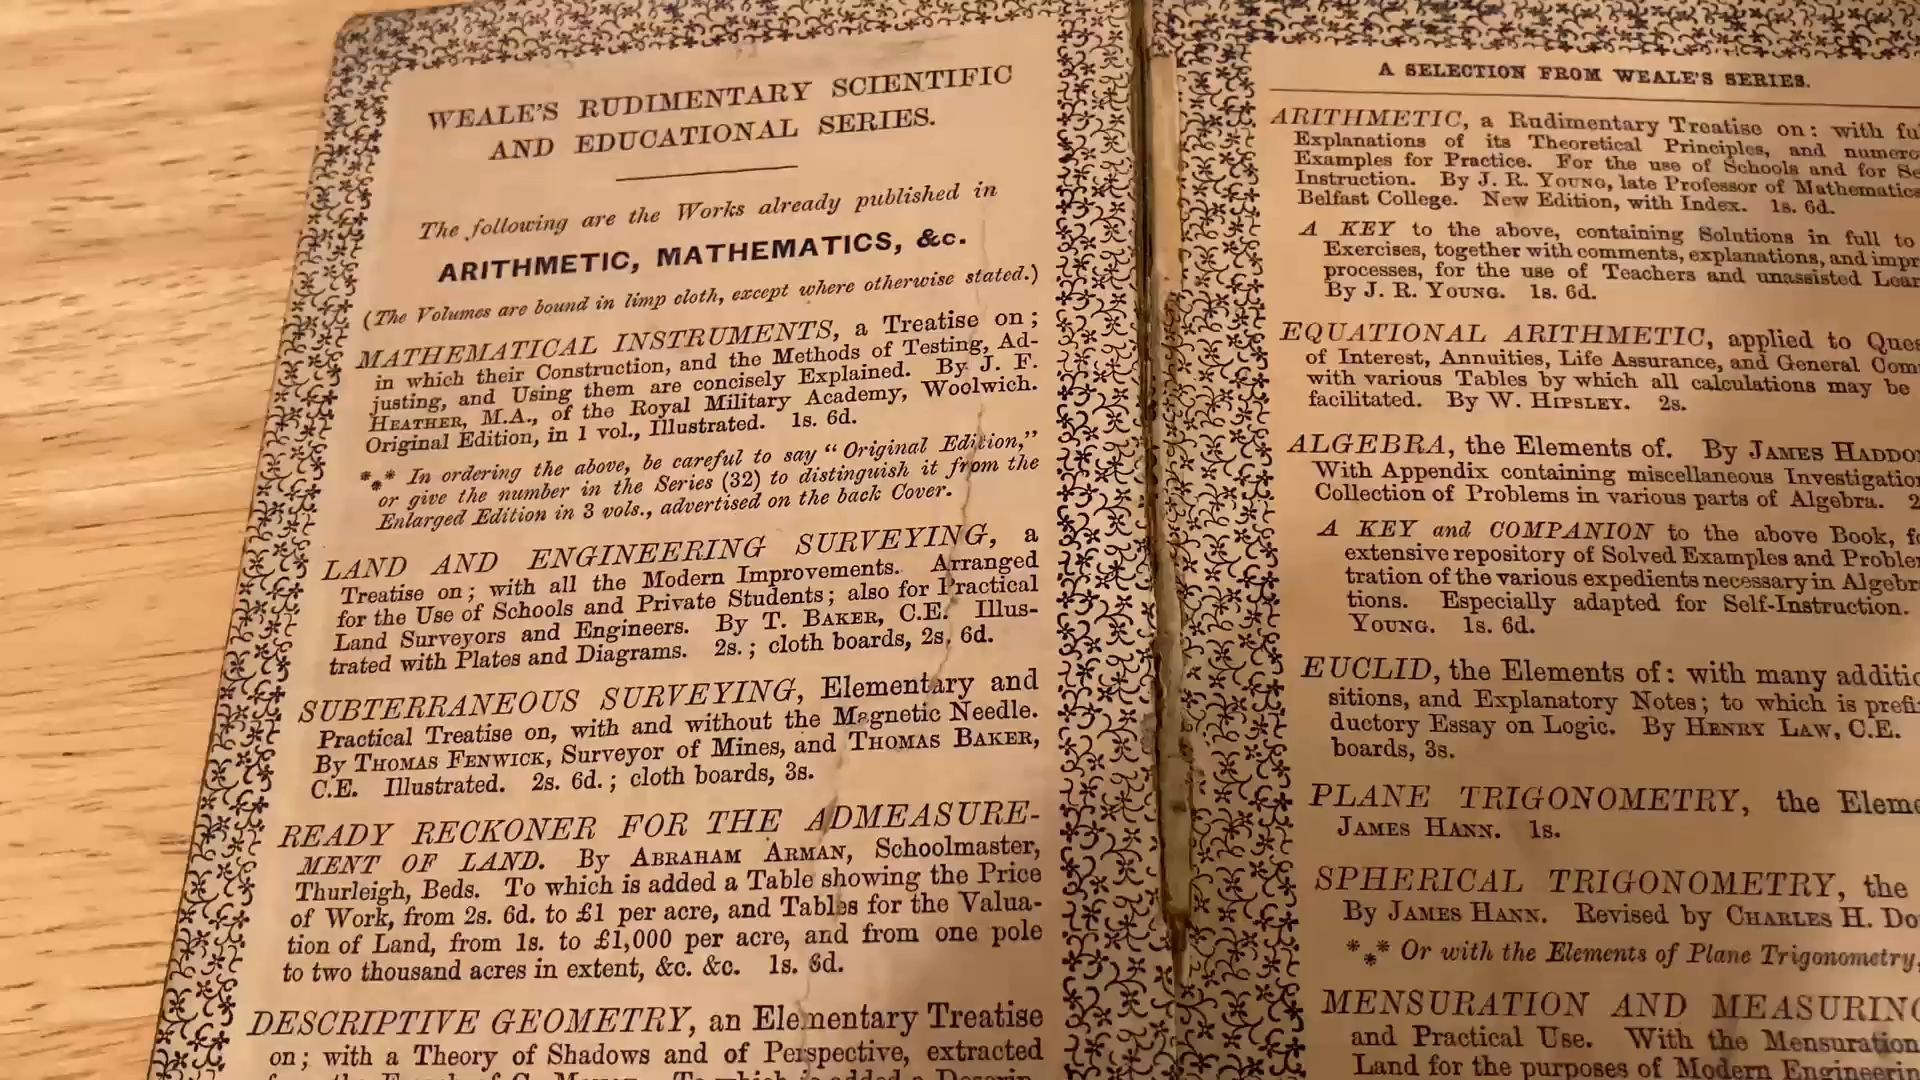 WEALE'S RUDIMENTARY SCIENTIFIC
AND EDUCATIONAL SERIES.
The following are the Works already published in
ARITHMETIC, MATHEMATICS, &c.
(The Volumes are bound in limp cloth, except where otherwise stated.)
MATHEMATICAL INSTRUMENTS, a Treatise on;
in which their Construction, and the Methods of Testing, Ad-
justing, and Using them are concisely Explained. By J. F.
HEATHER, M.A., of the Royal Military Academy, Woolwich.
Original Edition, in 1 vol., Illustrated. 1s. 6d.
*** In ordering the above, be careful to say "Original Edition,"
or give the number in the Series (32) to distinguish it from the
Enlarged Edition in 3 vols., advertised on the back Cover.
LAND AND ENGINEERING SURVEYING, a
Treatise on; with all the Modern Improvements. Arranged
for the Use of Schools and Private Students; also for Practical
Land Surveyors and Engineers. By T. BAKER, C.E. Illus-
trated with Plates and Diagrams. 2s.; cloth boards, 2s. 6d.
SUBTERRANEOUS SURVEYING, Elementary and
Practical Treatise on, with and without the Magnetic Needle.
By THOMAS FENWICK, Surveyor of Mines, and THOMAS BAKER,
C.E. Illustrated. 2s. 6d.; cloth boards, 3s.
READY RECKONER FOR THE ADMEASURE-
MENT OF LAND. By ABRAHAM ARMAN, Schoolmaster,
Thurleigh, Beds. To which is added a Table showing the Price
of Work, from 2s. 6d. to £1 per acre, and Tables for the Valua-
tion of Land, from 1s. to £1,000 per acre, and from one pole
to two thousand acres in extent, &c. &c. 1s. 6d.
DESCRIPTIVE GEOMETRY, an Elementary Treatise
on; with a Theory of Shadows and of Perspective, extracted
A SELECTION FROM WEALE'S SERIES.
ARITHMETIC, a Rudimentary Treatise on: with fu
Explanations of its Theoretical Principles, and numero
Examples for Practice. For the use of Schools and for Se
Instruction. By J. R. YOUNG, late Professor of Mathematics
Belfast College. New Edition, with Index. 1s. 6d.
A KEY to the above, containing Solutions in full to
Exercises, together with comments, explanations, and impr
processes, for the use of Teachers and unassisted Lear
By J. R. YOUNG. 1s. 6d.
EQUATIONAL ARITHMETIC, applied to Ques
of Interest, Annuities, Life Assurance, and General Com
with various Tables by which all calculations may be
facilitated. By W. HIPSLEY. 2s.
ALGEBRA, the Elements of. By JAMES HADDO
With Appendix containing miscellaneous Investigation
Collection of Problems in various parts of Algebra. 2
A KEY and COMPANION to the above Book, fo
extensive repository of Solved Examples and Problem
tration of the various expedients necessary in Algebr
tions. Especially adapted for Self-Instruction.
YOUNG. 1s. 6d.
EUCLID, the Elements of: with many additio
sitions, and Explanatory Notes; to which is prefi
ductory Essay on Logic. By HENRY LAW, C.E.
boards, 3s.
PLANE TRIGONOMETRY, the Eleme
JAMES HANN. 1s.
SPHERICAL TRIGONOMETRY, the
By JAMES HANN. Revised by CHARLES H. Do
*** Or with the Elements of Plane Trigonometry,
MENSURATION AND MEASURING
and Practical Use. With the Mensuration
Land for the purposes of Modern Engineerin